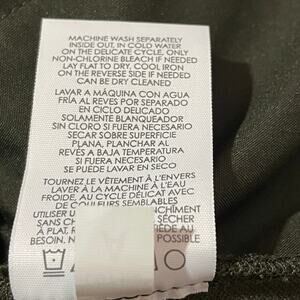 MACHINE WASH SEPARATELY
INSIDE OUT, IN COLD WATER
ON THE DELICATE CYCLE, ONLY
NON-CHLORINE BLEACH IF NEEDED
LAY FLAT TO DRY, COOL IRON
ON THE REVERSE SIDE IF NEEDED
CAN BE DRY CLEANED
LAVAR A MÁQUINA CON AGUA
FRÍA AL REVES POR SEPARADO
EN CICLO DELICADO
SOLAMENTE BLANQUEADOR
SIN CLORO SI FUERA NECESARIO
SECAR SOBRE SUPERFICIE
PLANA, PLANCHAR AL
REVÉS A BAJA TEMPERATURA
SI FUERA NECESARIO
SE PUEDE LAVAR EN SECO
TOURNEZ LE VÊTEMENT À L'ENVERS
LAVER À LA MACHINE À L'EAU
FROIDE, AU CYCLE DÉLICAT AVEC
DE COULEURS SEMBLABLES
UTILISER
SANS
À PLAT,
BESOIN. POSSIBLE